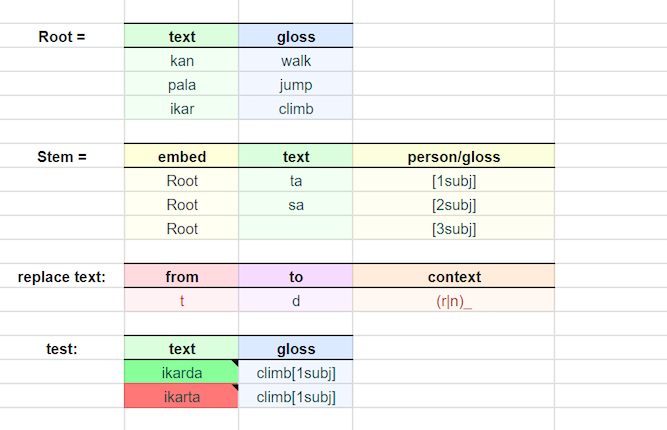 Root = text gloss
kan walk
pala jump
ikar climb
Stem = embed text person/gloss
Root ta [1subj]
Root sa [2subj]
Root [3subj]
replace text: from to context
t d (r|n)_
test: text gloss
ikarda climb[1subj]
ikarta climb[1subj]